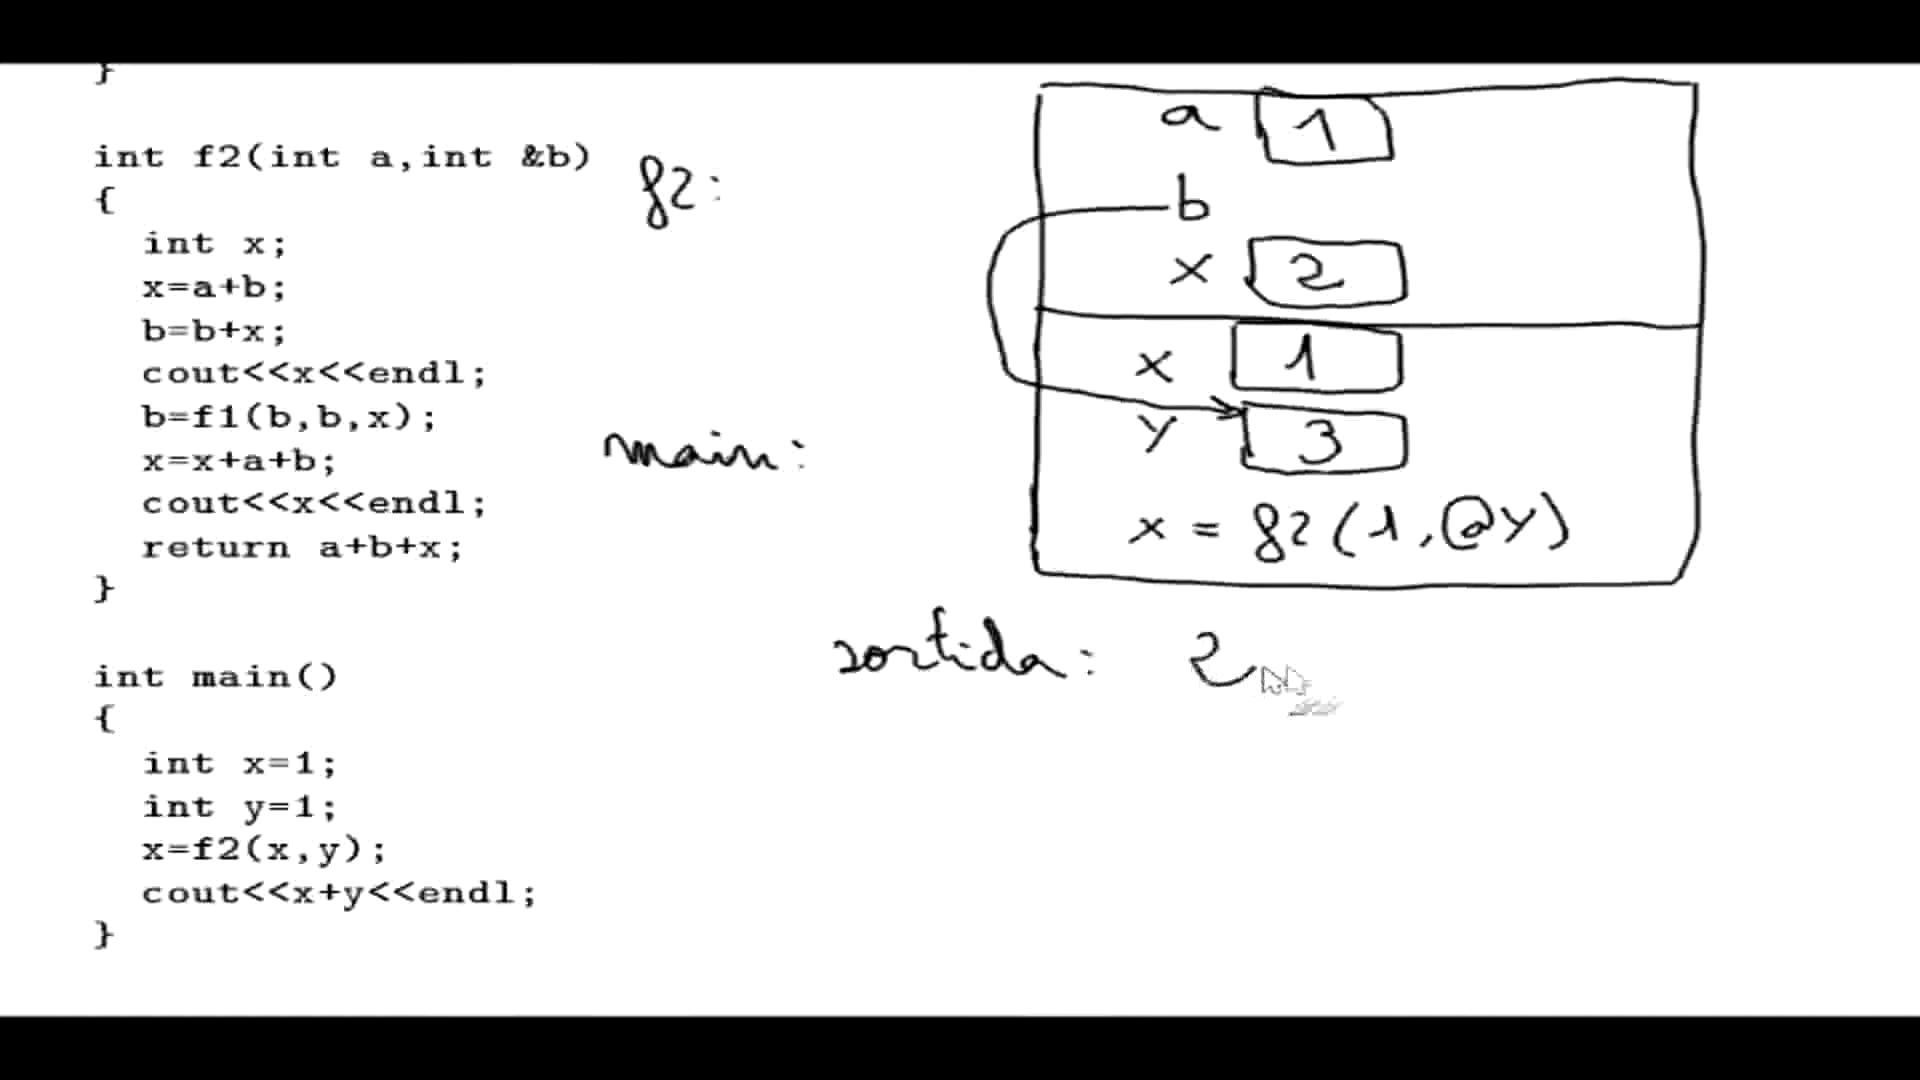 }
int f2(int a,int &b)
{
int x;
x=a+b;
b=b+x;
cout<<x<<endl;
b=f1(b,b,x);
x=x+a+b;
cout<<x<<endl;
return a+b+x;
}
int main()
{
int x=1;
int y=1;
x=f2(x,y);
cout<<x+y<<endl;
}
f2:
a 1
b
x 2
main:
x 1
y 3
x = f2(1,@y)
sortida: 2